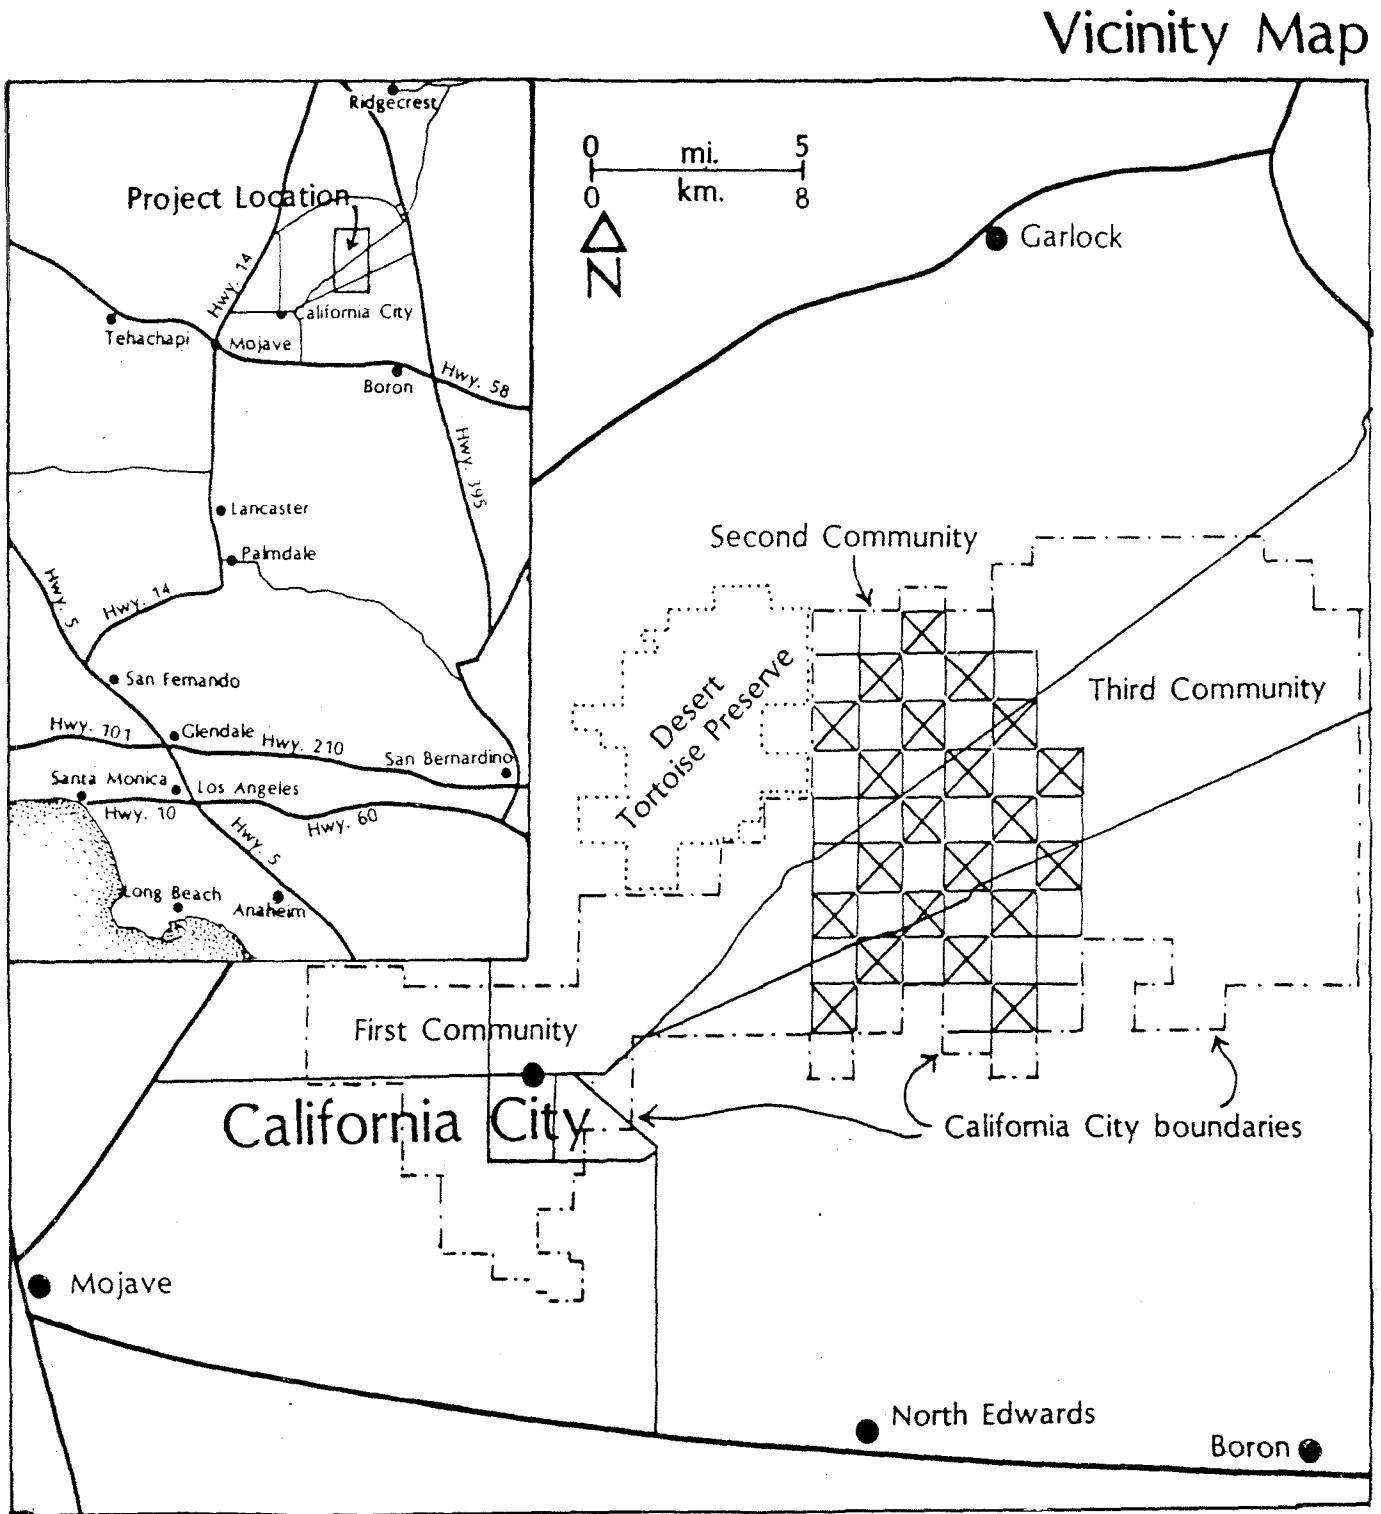 Vicinity Map
Ridgecrest
Project Location
Hwy. 14
California City
Tehachapi
Mojave
Boron
Hwy. 58
Hwy. 395
Lancaster
Palmdale
Hwy. 5
Hwy. 14
San Fernando
Hwy. 101
Glendale
Hwy. 210
San Bernardino
Santa Monica
Los Angeles
Hwy. 10
Hwy. 60
Hwy. 5
Long Beach
Anaheim
0 mi. 5
0 km. 8
N
Garlock
Second Community
Desert
Tortoise Preserve
Third Community
First Community
California City
California City boundaries
Mojave
North Edwards
Boron